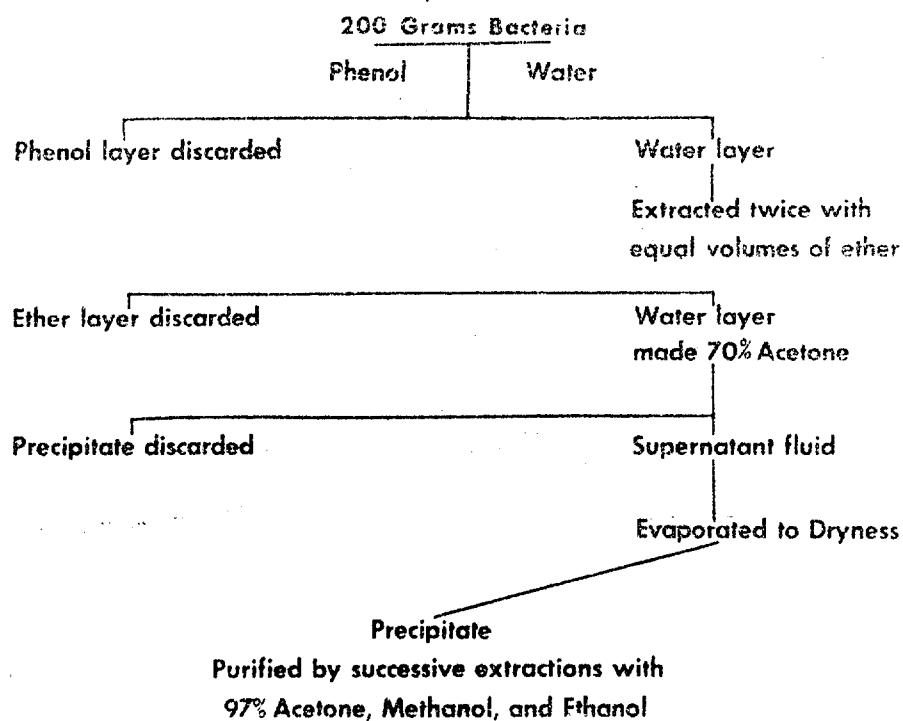 200 Grams Bacteria
Phenol Water
Phenol layer discarded
Water layer
Extracted twice with
equal volumes of ether
Ether layer discarded
Water layer
made 70% Acetone
Precipitate discarded
Supernatant fluid
Evaporated to Dryness
Precipitate
Purified by successive extractions with
97% Acetone, Methanol, and Ethanol